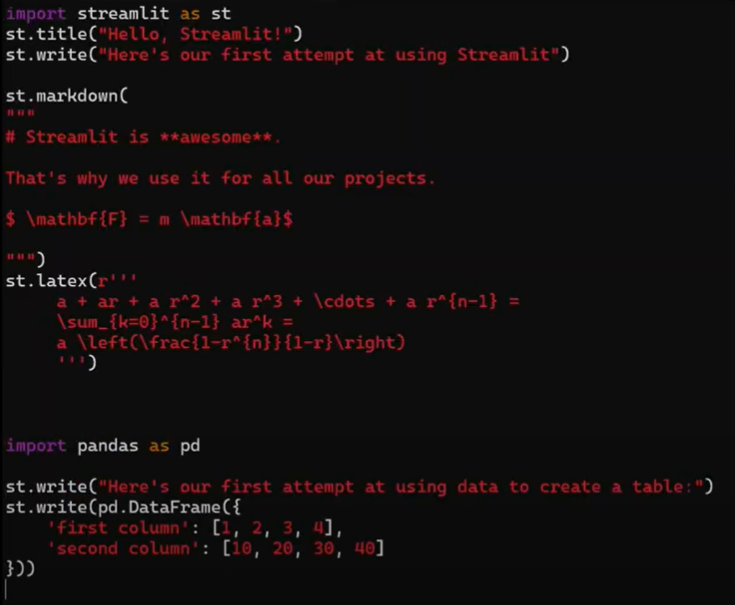 import streamlit as st
st.title("Hello, Streamlit!")
st.write("Here's our first attempt at using Streamlit")

st.markdown(
"""
# Streamlit is **awesome**.

That's why we use it for all our projects.

$ \mathbf{F} = m \mathbf{a}$

""")
st.latex(r'''
     a + ar + a r^2 + a r^3 + \cdots + a r^{n-1} =
     \sum_{k=0}^{n-1} ar^k =
     a \left(\frac{1-r^{n}}{1-r}\right)
     ''')

import pandas as pd

st.write("Here's our first attempt at using data to create a table:")
st.write(pd.DataFrame({
    'first column': [1, 2, 3, 4],
    'second column': [10, 20, 30, 40]
}))